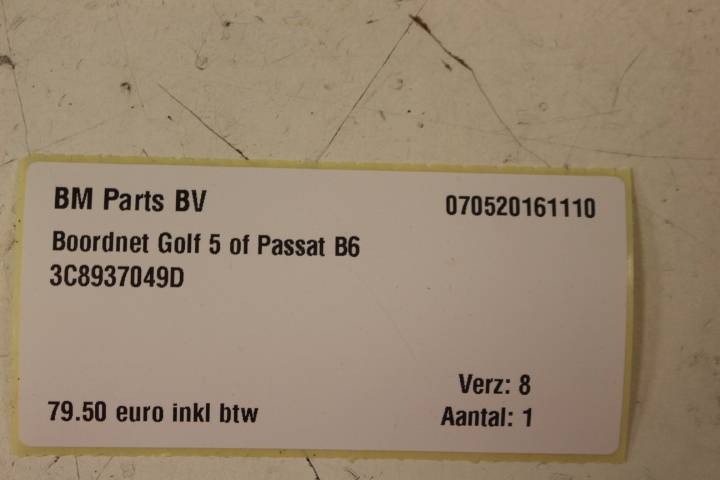 BM Parts BV
070520161110
Boordnet Golf 5 of Passat B6
3C8937049D
Verz: 8
79.50 euro inkl btw
Aantal: 1